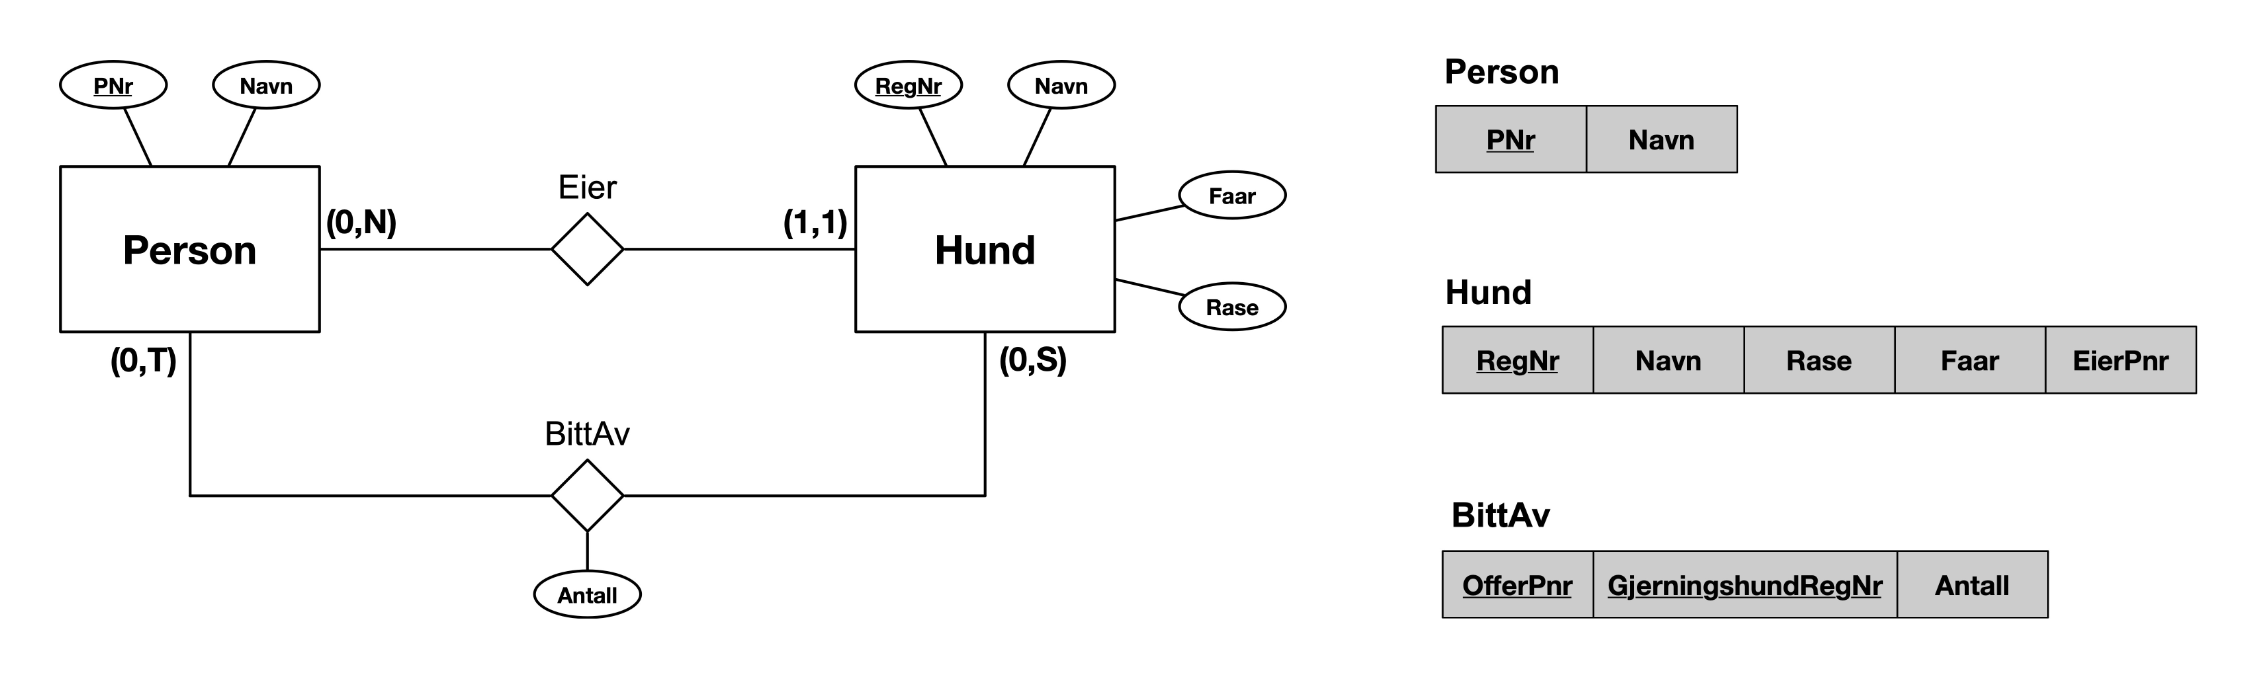 PNr
Navn
RegNr
Navn
Eier
Faar
(0,N)
(1,1)
Person
Hund
Rase
(0,T)
(0,S)
BittAv
Antall
Person
PNr Navn
Hund
RegNr Navn Rase Faar EierPnr
BittAv
OfferPnr GjerningshundRegNr Antall